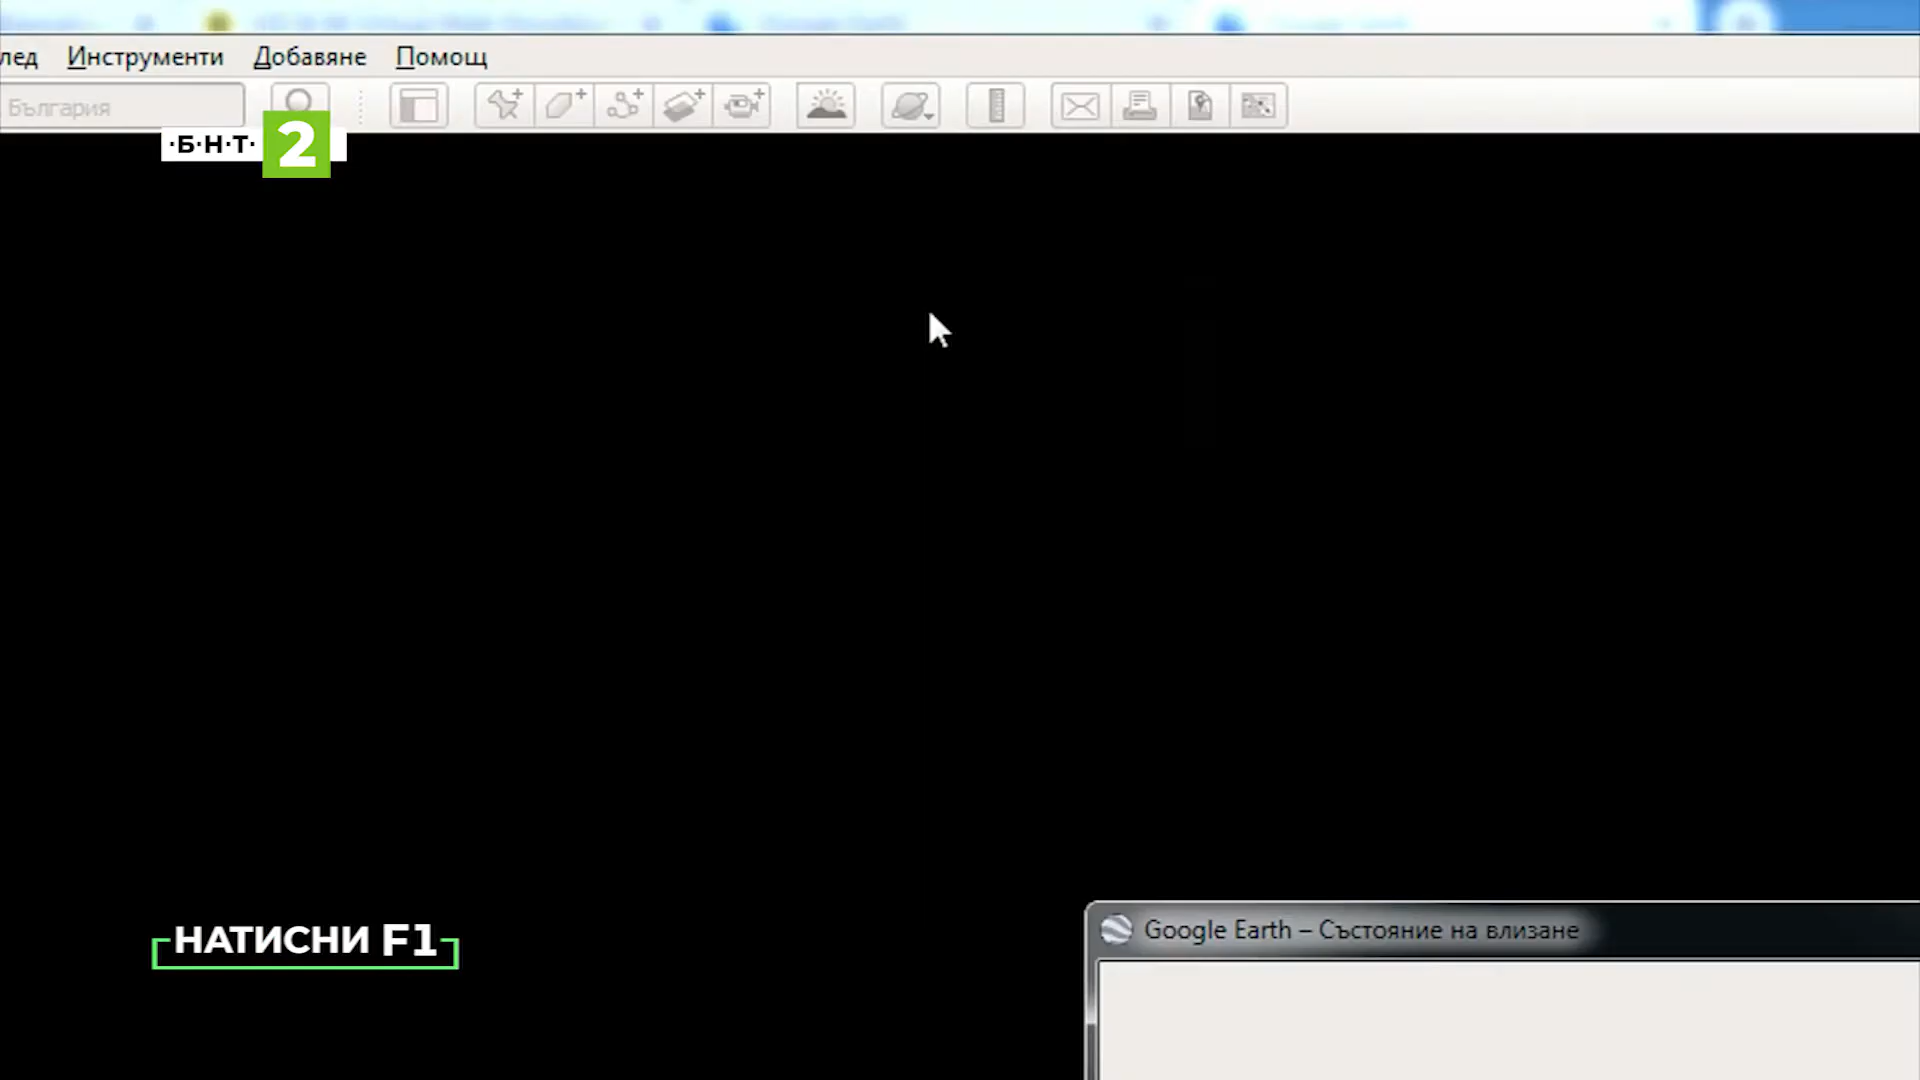 лед Инструменти Добавяне Помощ
България
·Б·Н·Т· 2
НАТИСНИ F1
Google Earth – Състояние на влизане